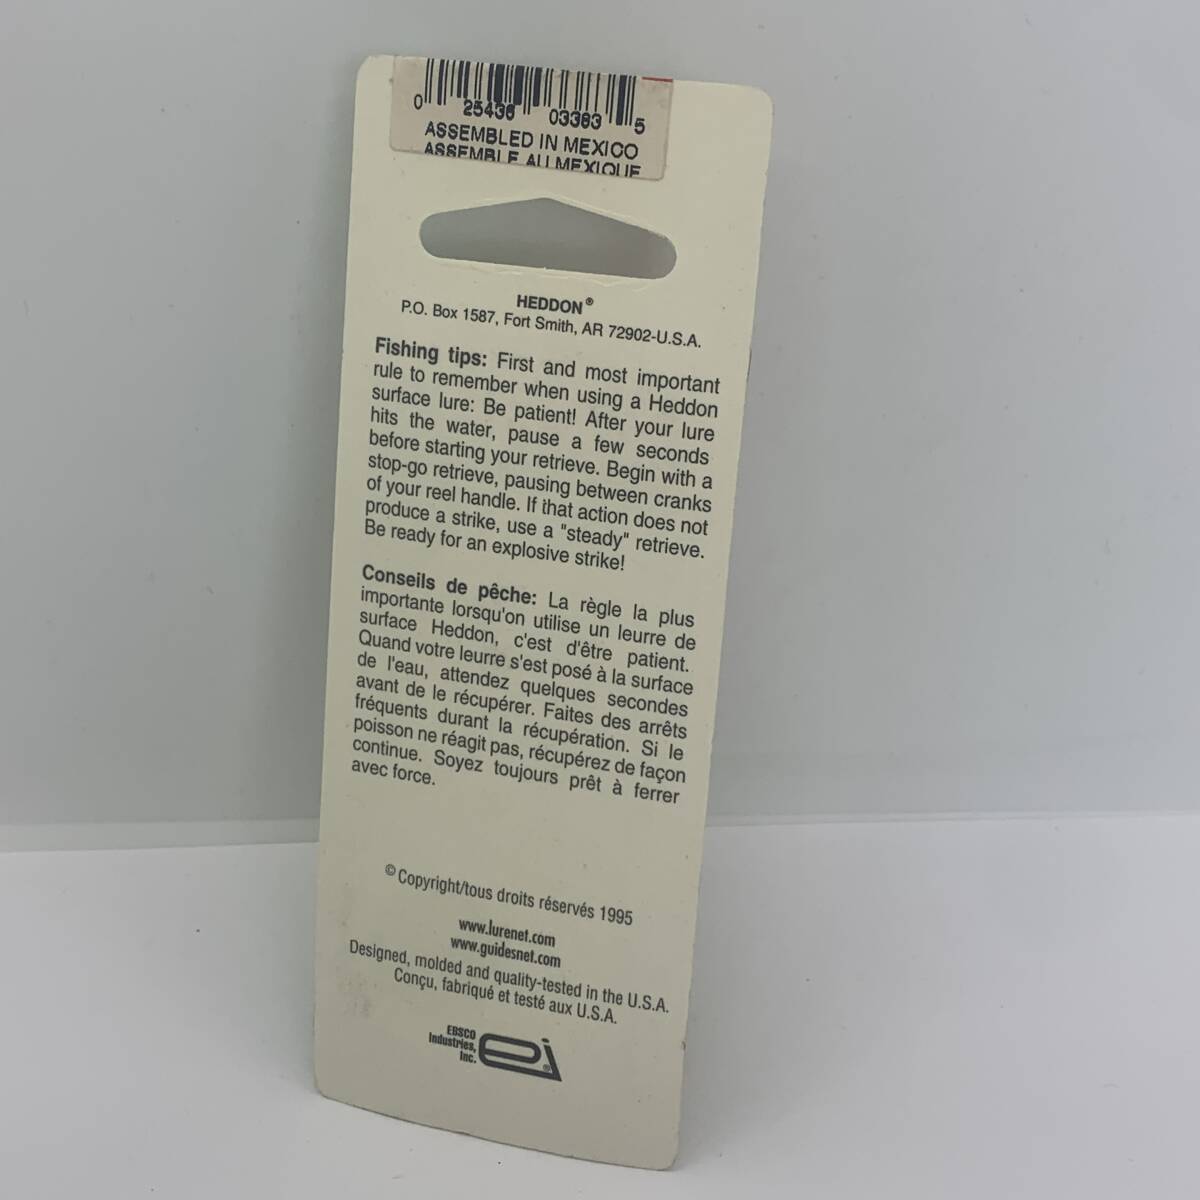 0 25436 03383 5
ASSEMBLED IN MEXICO
ASSEMBLE AU MEXIQUE
HEDDON®
P.O. Box 1587, Fort Smith, AR 72902-U.S.A.
Fishing tips: First and most important
rule to remember when using a Heddon
surface lure: Be patient! After your lure
hits the water, pause a few seconds
before starting your retrieve. Begin with a
stop-go retrieve, pausing between cranks
of your reel handle. If that action does not
produce a strike, use a "steady" retrieve.
Be ready for an explosive strike!
Conseils de pêche: La règle la plus
importante lorsqu'on utilise un leurre de
surface Heddon, c'est d'être patient.
Quand votre leurre s'est posé à la surface
de l'eau, attendez quelques secondes
avant de le récupérer. Faites des arrêts
fréquents durant la récupération. Si le
poisson ne réagit pas, récupérez de façon
continue. Soyez toujours prêt à ferrer
avec force.
© Copyright/tous droits réservés 1995
www.lurenet.com
www.guidesnet.com
Designed, molded and quality-tested in the U.S.A.
Conçu, fabriqué et testé aux U.S.A.
EBSCO
Industries,
Inc.
ei®